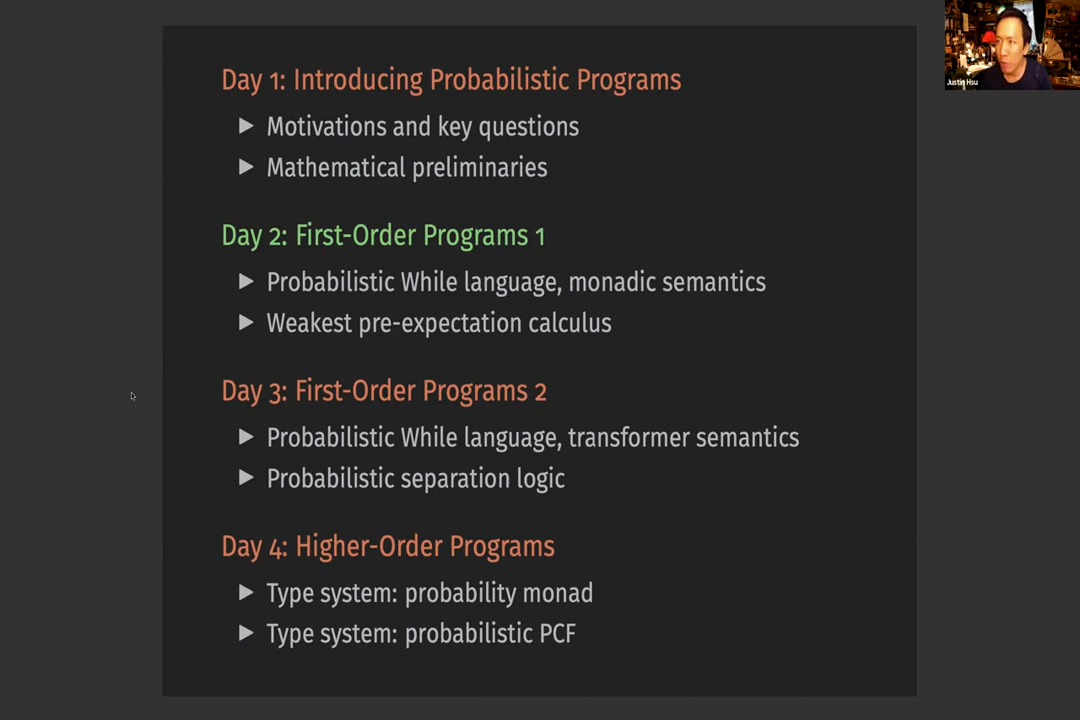 Day 1: Introducing Probabilistic Programs
▶ Motivations and key questions
▶ Mathematical preliminaries
Day 2: First-Order Programs 1
▶ Probabilistic While language, monadic semantics
▶ Weakest pre-expectation calculus
Day 3: First-Order Programs 2
▶ Probabilistic While language, transformer semantics
▶ Probabilistic separation logic
Day 4: Higher-Order Programs
▶ Type system: probability monad
▶ Type system: probabilistic PCF
Justin Hsu